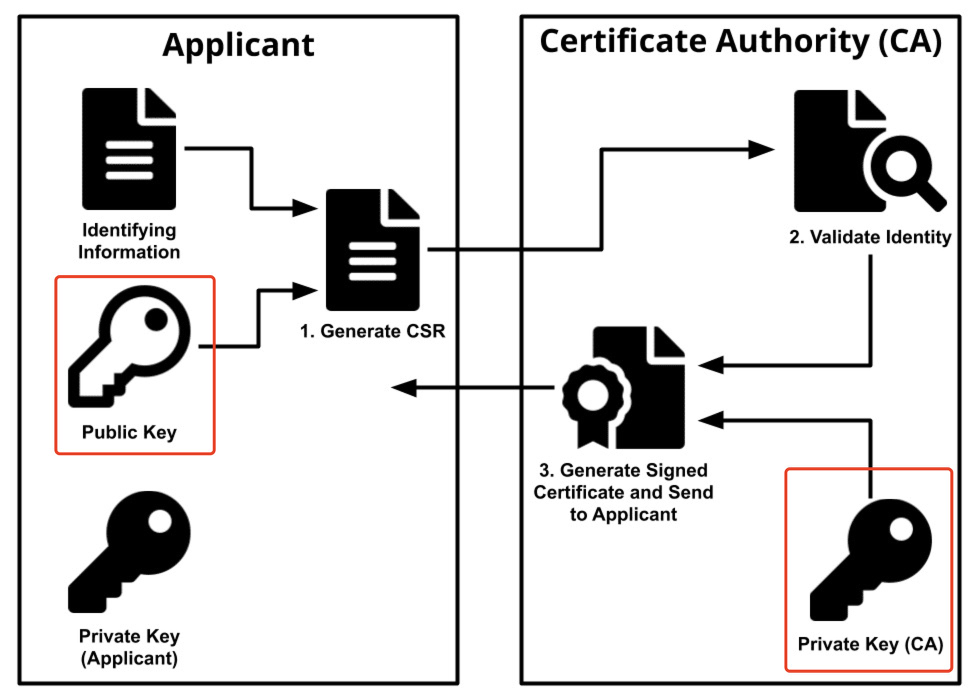 Applicant
Identifying
Information
1. Generate CSR
Public Key
Private Key
(Applicant)
Certificate Authority (CA)
2. Validate Identity
3. Generate Signed
Certificate and Send
to Applicant
Private Key (CA)